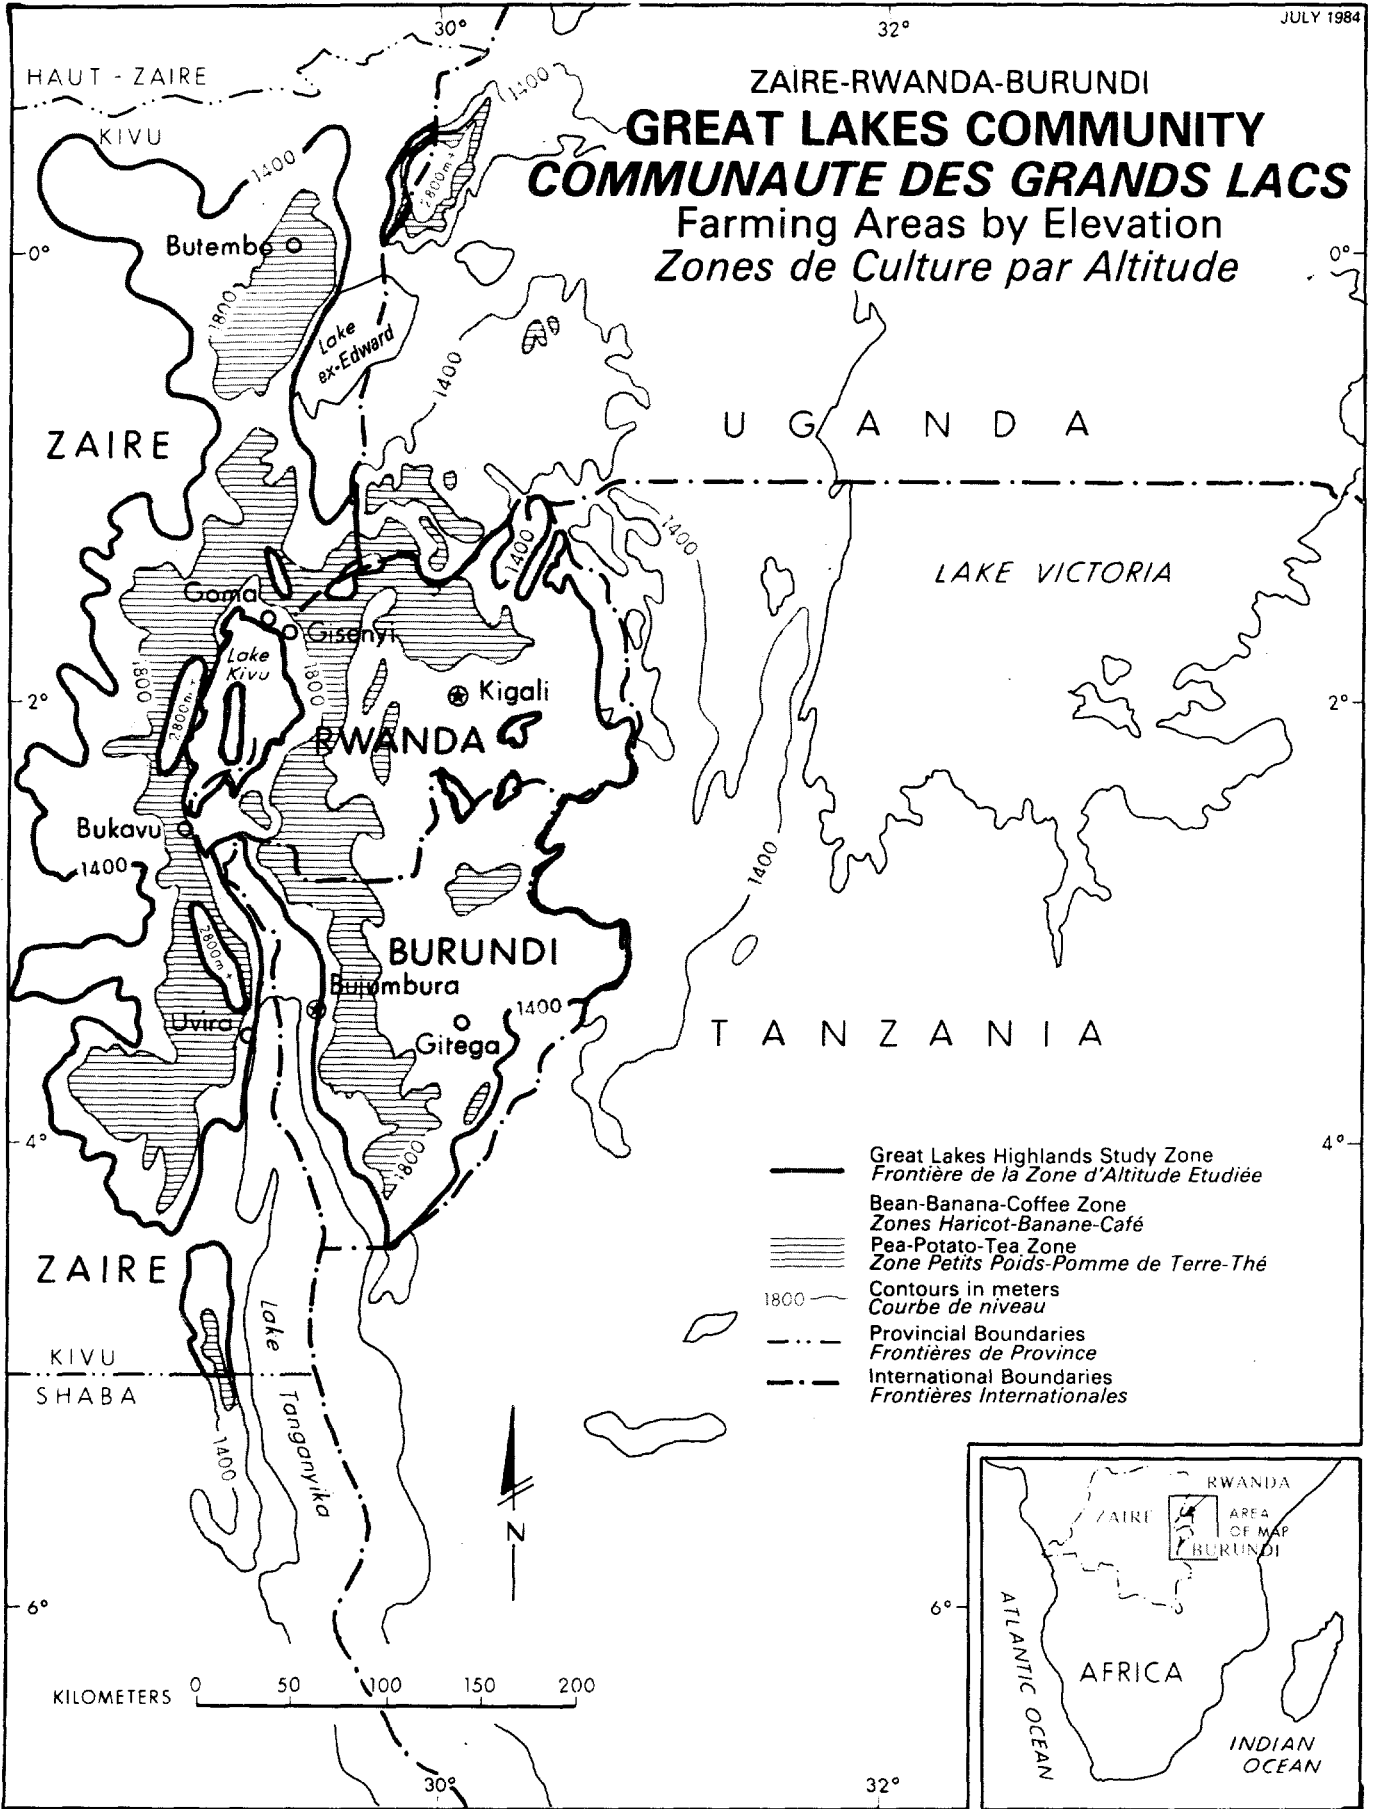 30°
32°
JULY 1984
HAUT - ZAIRE
KIVU
ZAÏRE-RWANDA-BURUNDI
GREAT LAKES COMMUNITY
COMMUNAUTE DES GRANDS LACS
Farming Areas by Elevation
Zones de Culture par Altitude
1400
1400
2800m+
Butembo
0°
0°
1800
Lake
ex-Edward
1400
ZAIRE
UGANDA
1400
1400
LAKE VICTORIA
Goma
Gisenyi
Lake
Kivu
1800
1800
2800m+
Kigali
2°
2°
RWANDA
Bukavu
1400
1400
2800m+
BURUNDI
Bujumbura
1400
Uvira
Gitega
TANZANIA
4°
4°
1800
Great Lakes Highlands Study Zone
Frontière de la Zone d'Altitude Etudiée
Bean-Banana-Coffee Zone
Zones Haricot-Banane-Café
Pea-Potato-Tea Zone
Zone Petits Poids-Pomme de Terre-Thé
1800
Contours in meters
Courbe de niveau
Provincial Boundaries
Frontières de Province
International Boundaries
Frontières Internationales
ZAIRE
Lake
Tanganyika
KIVU
SHABA
1400
N
RWANDA
ZAIRE
AREA
OF MAP
BURUNDI
ATLANTIC OCEAN
AFRICA
INDIAN
OCEAN
6°
6°
KILOMETERS
0 50 100 150 200
30°
32°